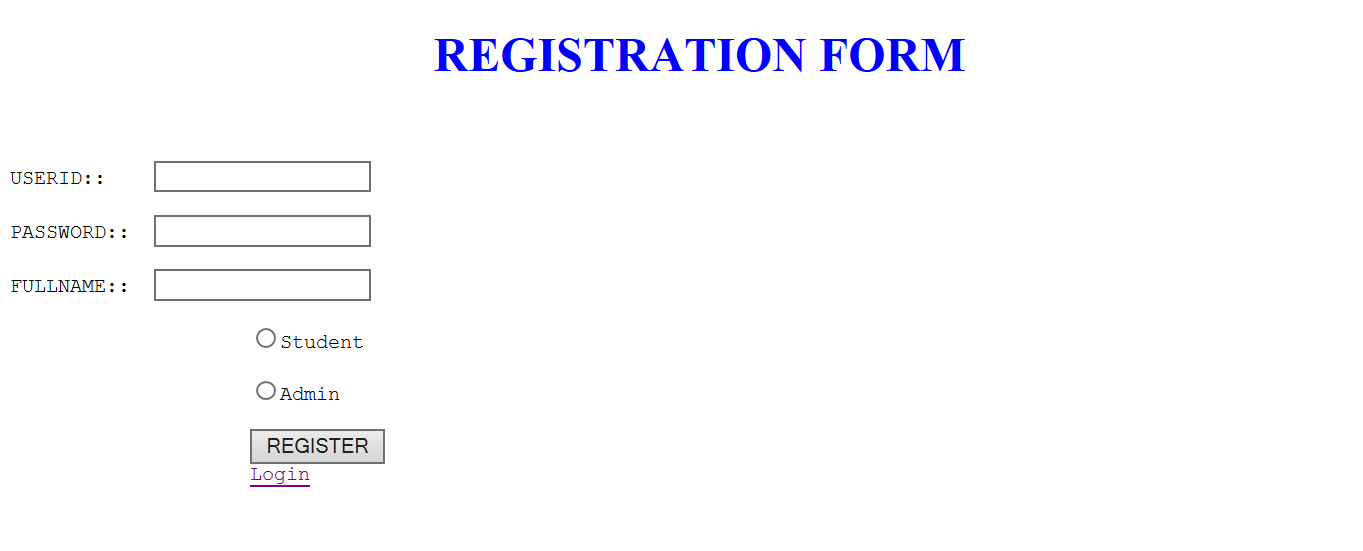 REGISTRATION FORM
USERID::
PASSWORD::
FULLNAME::
Student
Admin
REGISTER
Login